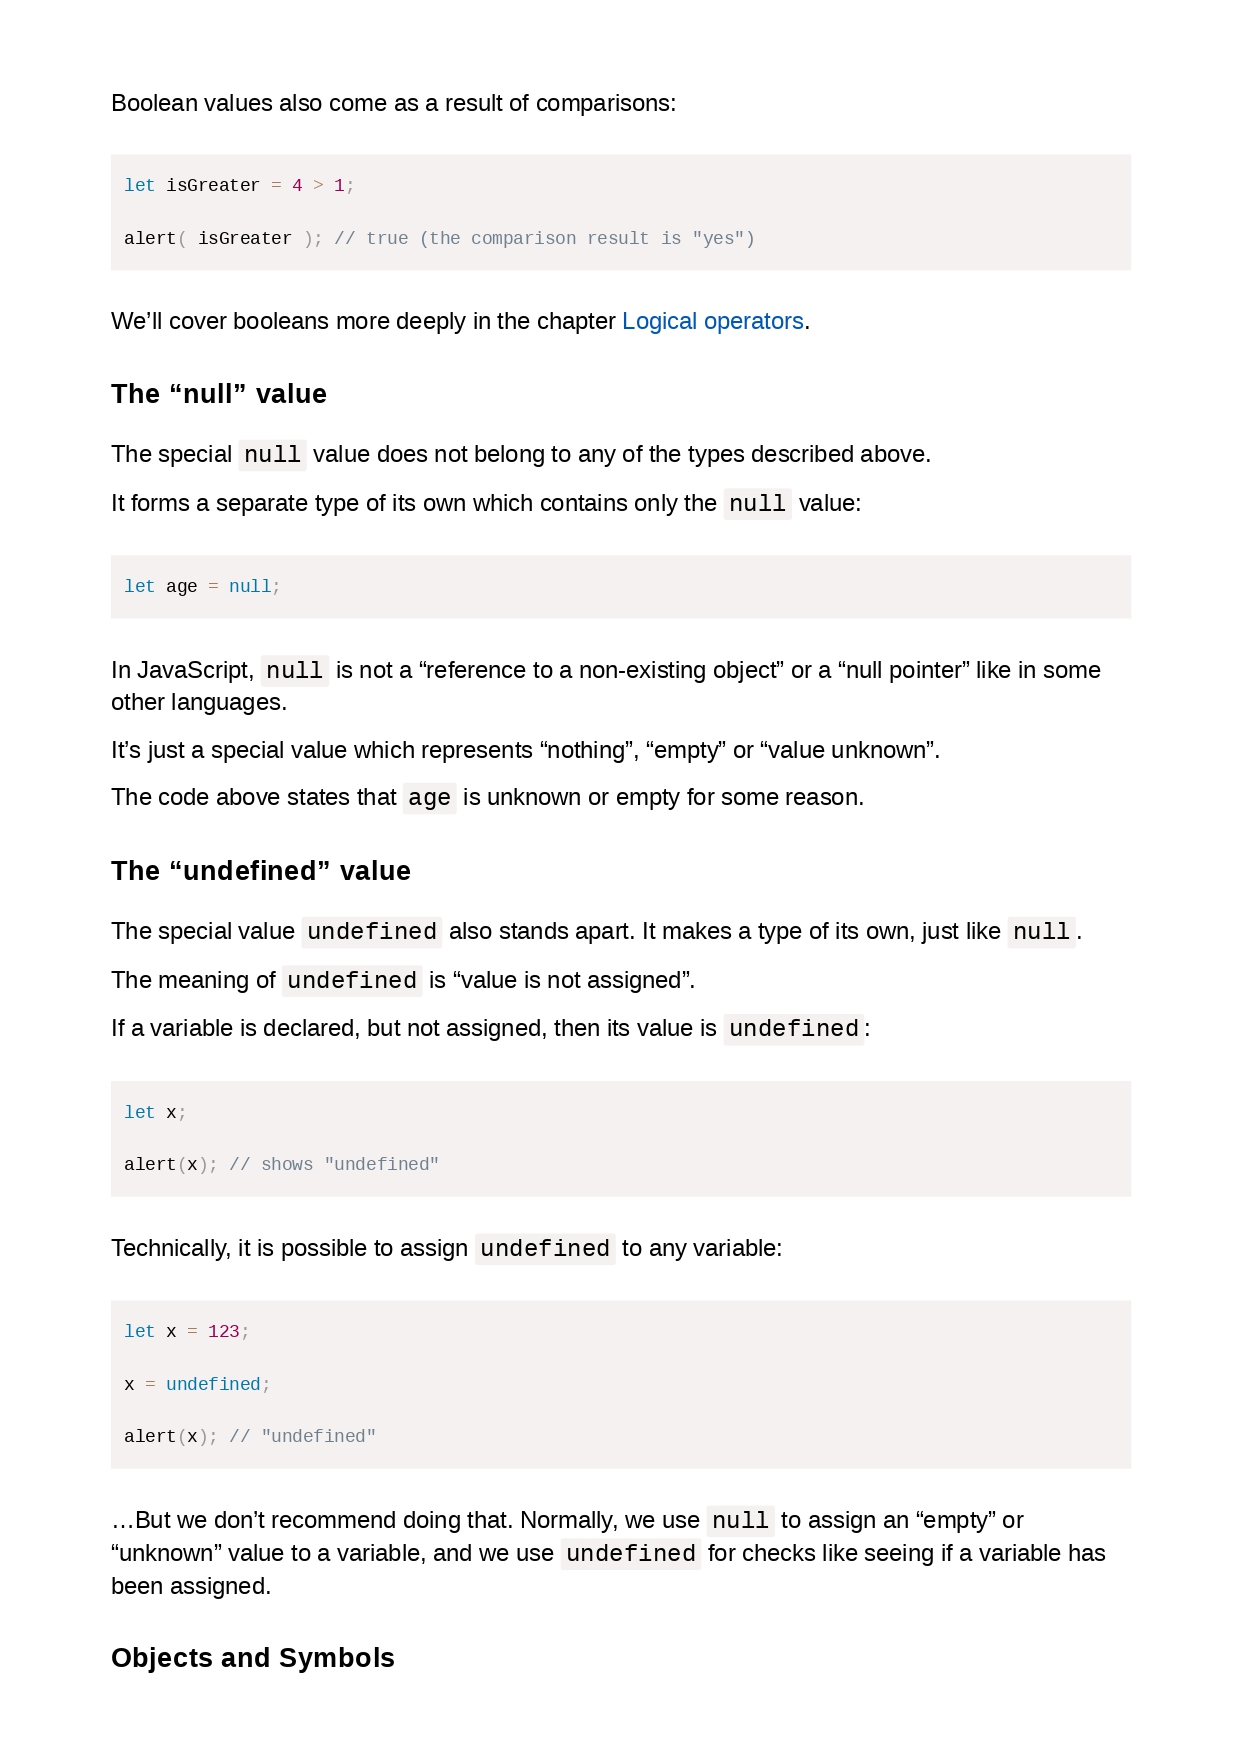 Boolean values also come as a result of comparisons:
let isGreater = 4 > 1;
alert( isGreater ); // true (the comparison result is "yes")
We’ll cover booleans more deeply in the chapter Logical operators.
The “null” value
The special null value does not belong to any of the types described above.
It forms a separate type of its own which contains only the null value:
let age = null;
In JavaScript, null is not a “reference to a non-existing object” or a “null pointer” like in some
other languages.
It’s just a special value which represents “nothing”, “empty” or “value unknown”.
The code above states that age is unknown or empty for some reason.
The “undefined” value
The special value undefined also stands apart. It makes a type of its own, just like null.
The meaning of undefined is “value is not assigned”.
If a variable is declared, but not assigned, then its value is undefined:
let x;
alert(x); // shows "undefined"
Technically, it is possible to assign undefined to any variable:
let x = 123;
x = undefined;
alert(x); // "undefined"
…But we don’t recommend doing that. Normally, we use null to assign an “empty” or
“unknown” value to a variable, and we use undefined for checks like seeing if a variable has
been assigned.
Objects and Symbols